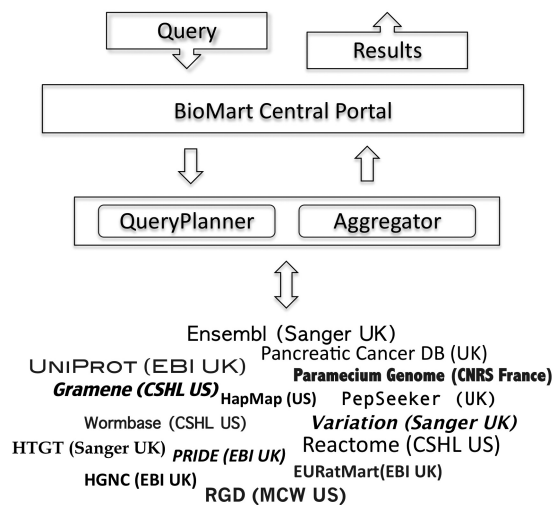 Query
Results
BioMart Central Portal
QueryPlanner
Aggregator
Ensembl (Sanger UK)
Pancreatic Cancer DB (UK)
UNIPROT (EBI UK)
Paramecium Genome (CNRS France)
Gramene (CSHL US)
HapMap (US)
PepSeeker (UK)
Wormbase (CSHL US)
Variation (Sanger UK)
HTGT (Sanger UK)
PRIDE (EBI UK)
Reactome (CSHL US)
HGNC (EBI UK)
EURatMart(EBI UK)
RGD (MCW US)